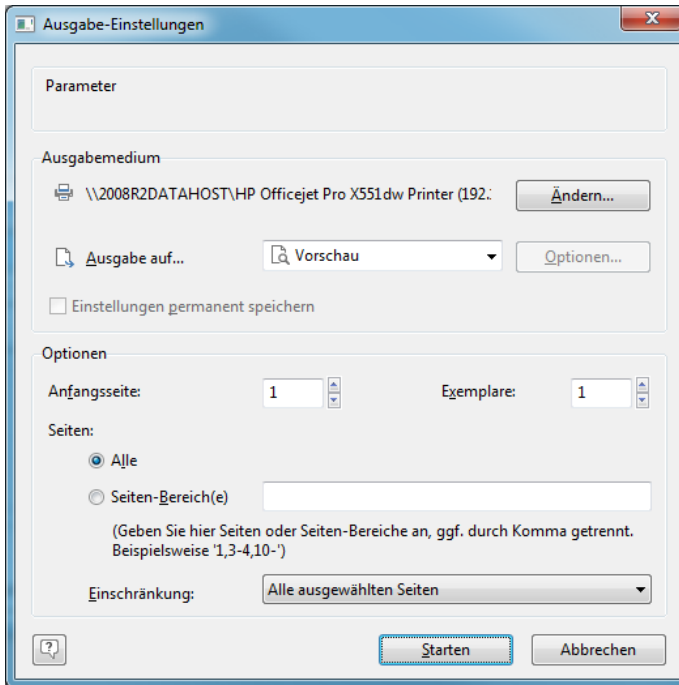 Ausgabe-Einstellungen
Parameter
Ausgabemedium
\\2008R2DATAHOST\HP Officejet Pro X551dw Printer (192.: Ändern...
Ausgabe auf... Vorschau Optionen...
Einstellungen permanent speichern
Optionen
Anfangsseite: 1 Exemplare: 1
Seiten:
Alle
Seiten-Bereich(e)
(Geben Sie hier Seiten oder Seiten-Bereiche an, ggf. durch Komma getrennt.
Beispielsweise '1,3-4,10-')
Einschränkung: Alle ausgewählten Seiten
Starten Abbrechen